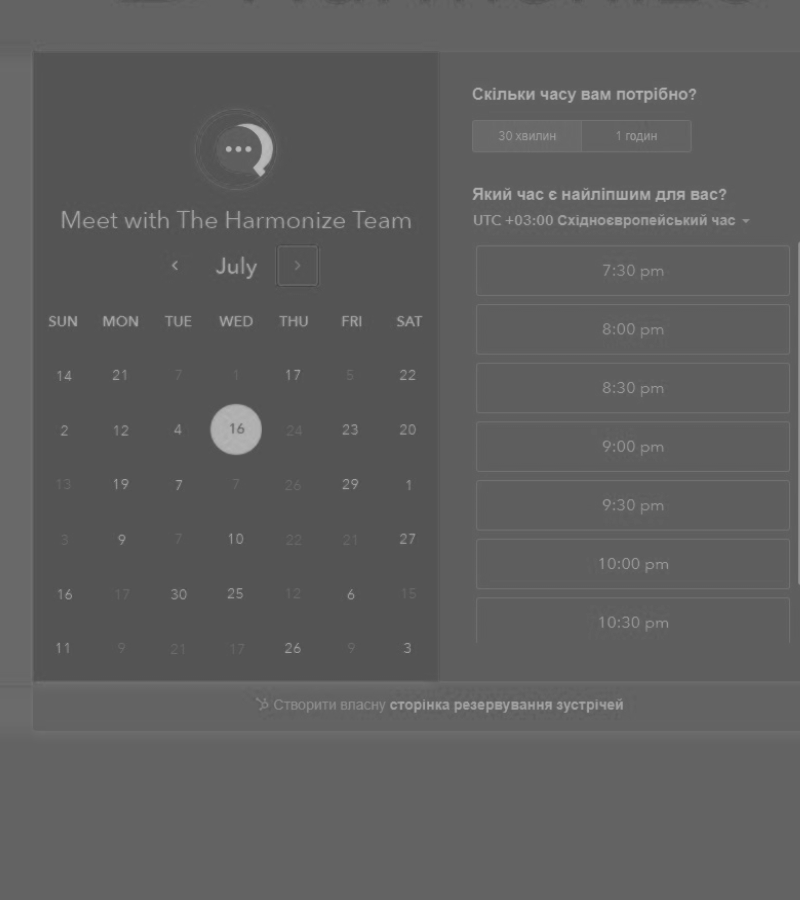 Meet with The Harmonize Team
July
SUN MON TUE WED THU FRI SAT
14 21 7 1 17 5 22
2 12 4 16 24 23 20
13 19 7 7 26 29 1
3 9 7 10 22 21 27
16 17 30 25 12 6 15
11 9 21 17 26 9 3
Скільки часу вам потрібно?
30 хвилин 1 годин
Який час є найліпшим для вас?
UTC +03:00 Східноєвропейський час
7:30 pm
8:00 pm
8:30 pm
9:00 pm
9:30 pm
10:00 pm
10:30 pm
Створити власну сторінка резервування зустрічей